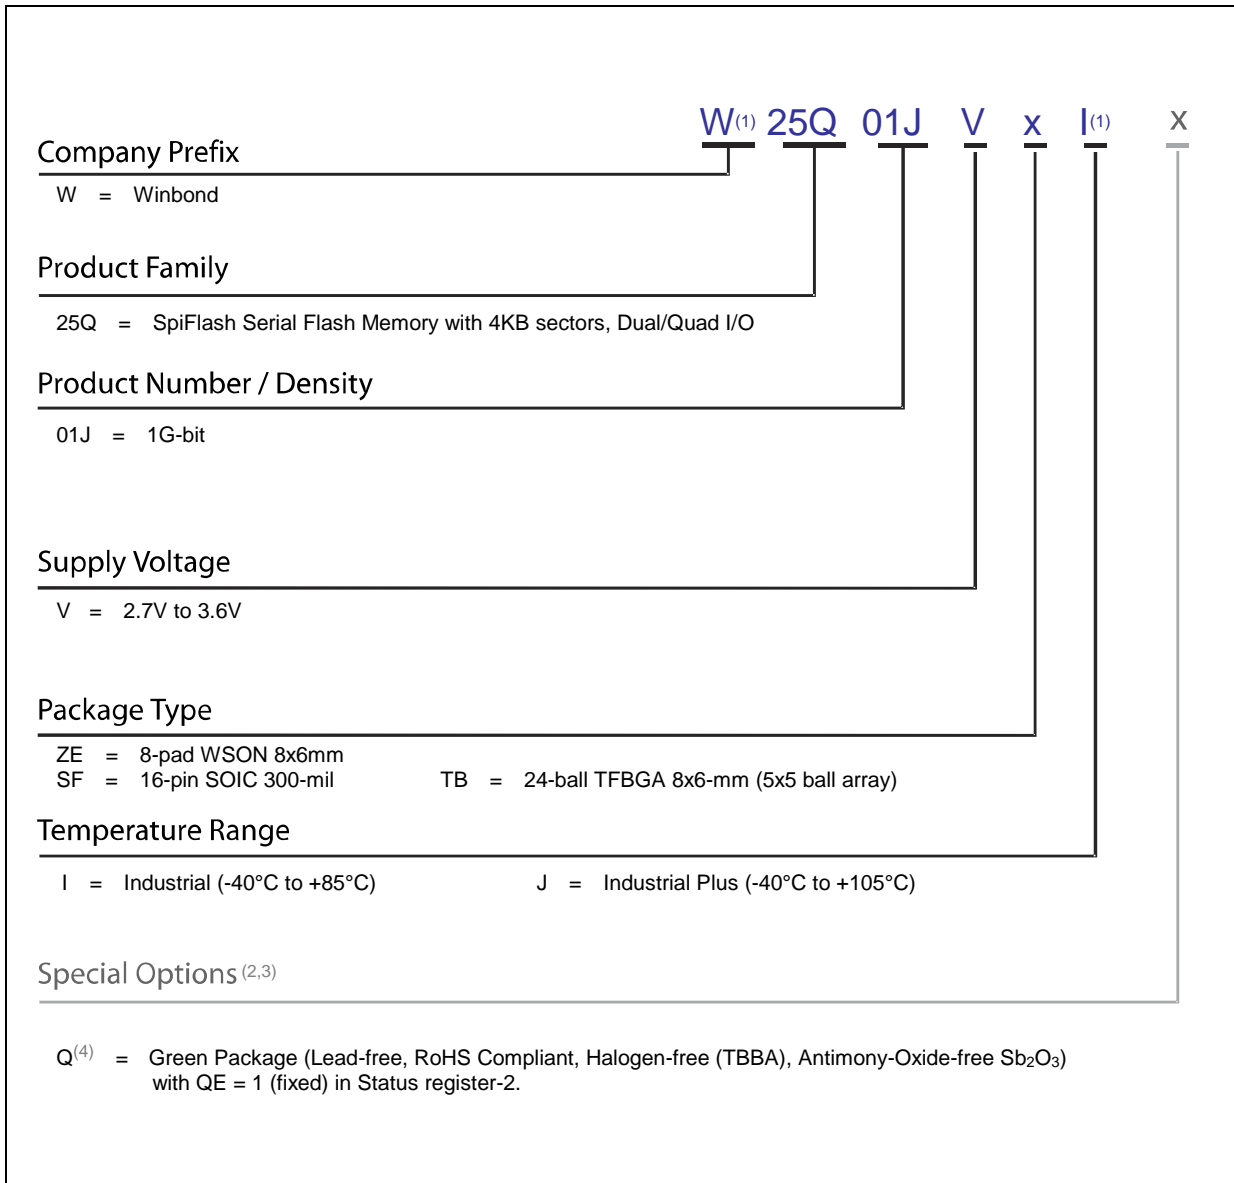 W(1) 25Q 01J V x I(1) x
Company Prefix
W = Winbond
Product Family
25Q = SpiFlash Serial Flash Memory with 4KB sectors, Dual/Quad I/O
Product Number / Density
01J = 1G-bit
Supply Voltage
V = 2.7V to 3.6V
Package Type
ZE = 8-pad WSON 8x6mm
SF = 16-pin SOIC 300-mil TB = 24-ball TFBGA 8x6-mm (5x5 ball array)
Temperature Range
I = Industrial (-40°C to +85°C) J = Industrial Plus (-40°C to +105°C)
Special Options (2,3)
Q(4) = Green Package (Lead-free, RoHS Compliant, Halogen-free (TBBA), Antimony-Oxide-free Sb₂O₃)
with QE = 1 (fixed) in Status register-2.